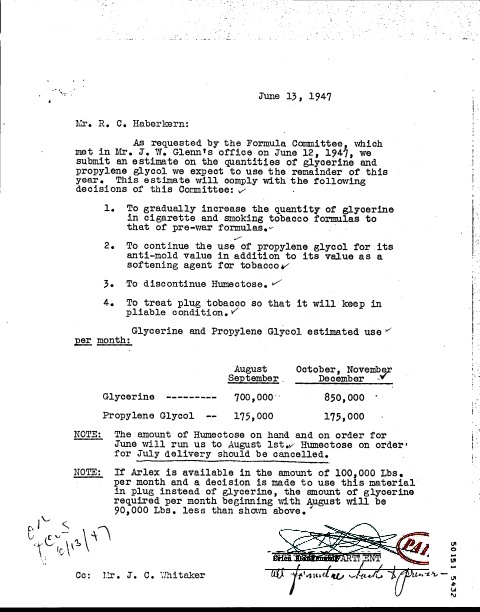 June 13, 1947
Mr. R. C. Haberkern:
As requested by the Formula Committee, which
met in Mr. J. W. Glenn's office on June 12, 1947, we
submit an estimate on the quantities of glycerine and
propylene glycol we expect to use the remainder of this
year. This estimate will comply with the following
decisions of this Committee:
1. To gradually increase the quantity of glycerine
in cigarette and smoking tobacco formulas to
that of pre-war formulas.
2. To continue the use of propylene glycol for its
anti-mold value in addition to its value as a
softening agent for tobacco.
3. To discontinue Humectose.
4. To treat plug tobacco so that it will keep in
pliable condition.
Glycerine and Propylene Glycol estimated use
per month:
August October, November
September December
Glycerine --------- 700,000 850,000
Propylene Glycol -- 175,000 175,000
NOTE: The amount of Humectose on hand and on order for
June will run us to August 1st. Humectose on order
for July delivery should be cancelled.
NOTE: If Arlex is available in the amount of 100,000 Lbs.
per month and a decision is made to use this material
in plug instead of glycerine, the amount of glycerine
required per month beginning with August will be
90,000 Lbs. less than shown above.
6/13/47
Cc: Mr. J. C. Whitaker
all formulae back to prewar
50151 5432